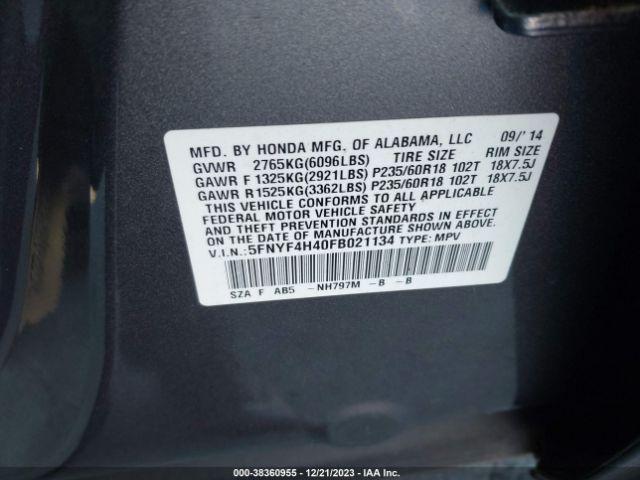 MFD. BY HONDA MFG. OF ALABAMA, LLC 09/'14
GVWR 2765KG(6096LBS) TIRE SIZE RIM SIZE
GAWR F 1325KG(2921LBS) P235/60R18 102T 18X7.5J
GAWR R1525KG(3362LBS) P235/60R18 102T 18X7.5J
THIS VEHICLE CONFORMS TO ALL APPLICABLE
FEDERAL MOTOR VEHICLE SAFETY
AND THEFT PREVENTION STANDARDS IN EFFECT
ON THE DATE OF MANUFACTURE SHOWN ABOVE.
V.I.N.:5FNYF4H40FB021134 TYPE: MPV
SZA F AB5 -NH797M -B -B
000-38360955 • 12/21/2023 • IAA Inc.